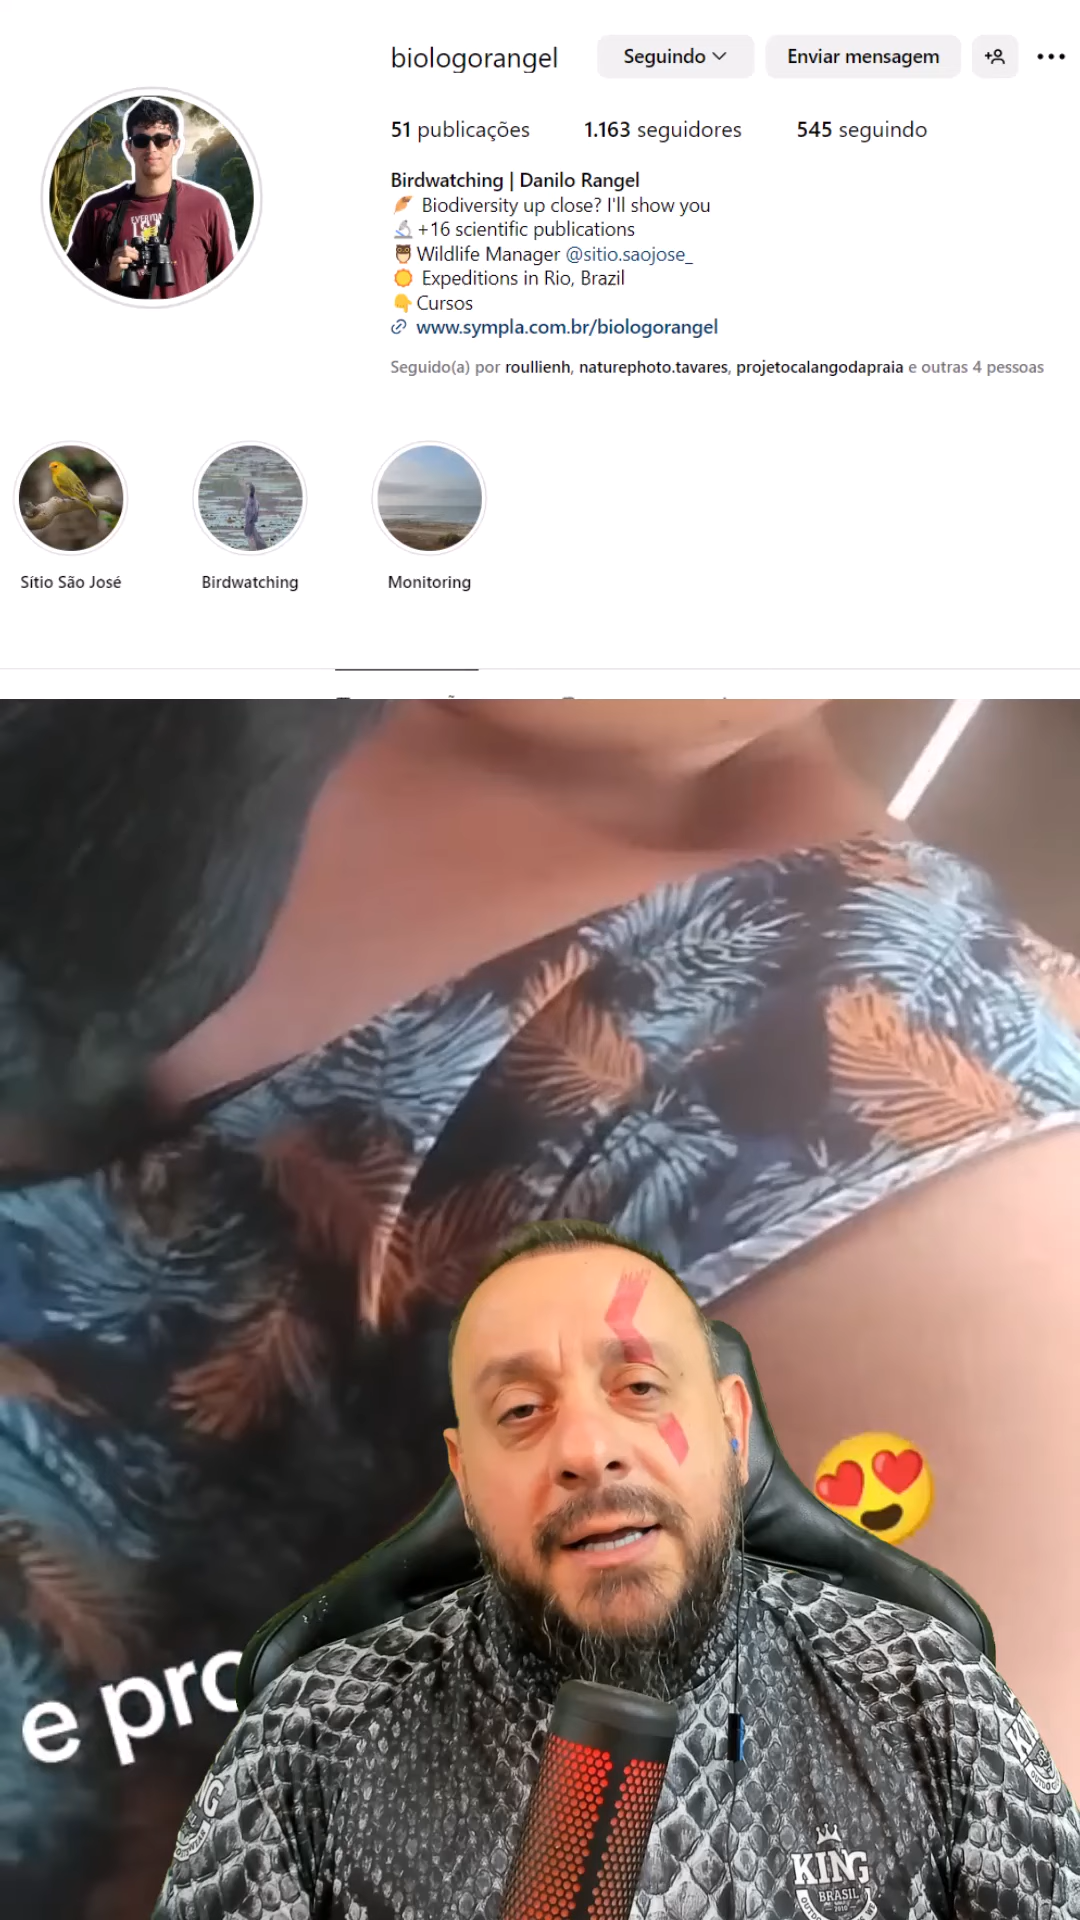 biologorangel Seguindo Enviar mensagem
51 publicações 1.163 seguidores 545 seguindo
Birdwatching | Danilo Rangel
Biodiversity up close? I'll show you
+16 scientific publications
Wildlife Manager @sitio.saojose_
Expeditions in Rio, Brazil
Cursos
www.sympla.com.br/biologorangel
Seguido(a) por roullienh, naturephoto.tavares, projetocalangodapraia e outras 4 pessoas
Sítio São José Birdwatching Monitoring
e pro
KING
BRASIL